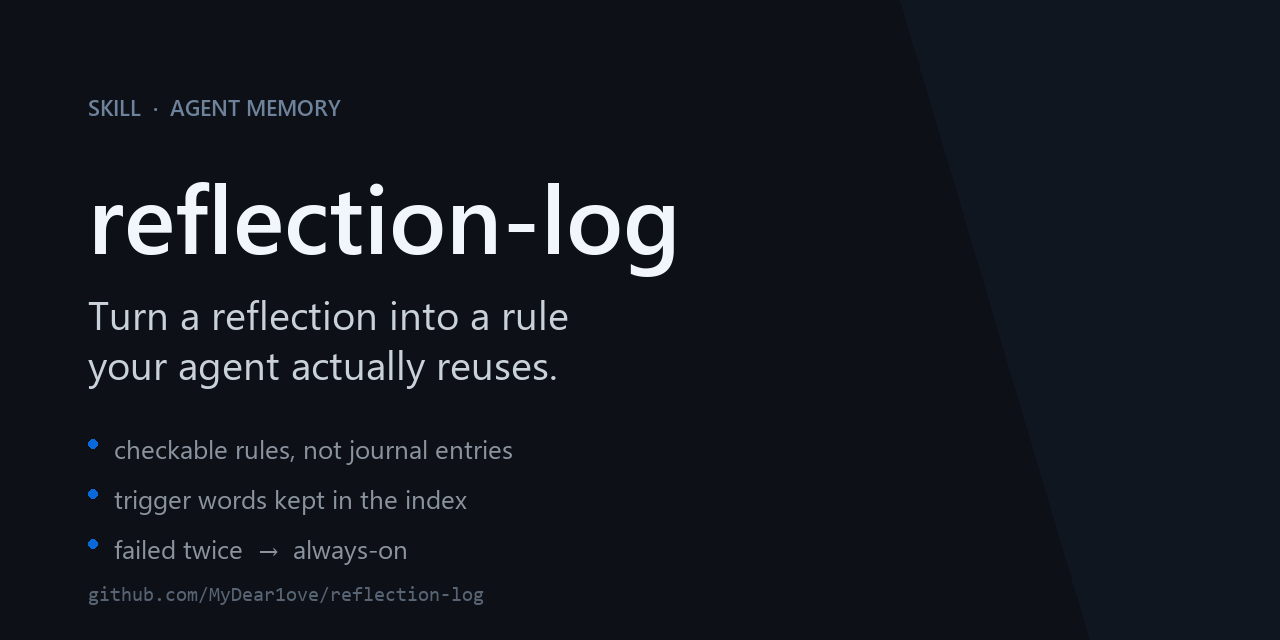 SKILL · AGENT MEMORY
reflection-log
Turn a reflection into a rule
your agent actually reuses.
• checkable rules, not journal entries
• trigger words kept in the index
• failed twice → always-on
github.com/MyDear1ove/reflection-log